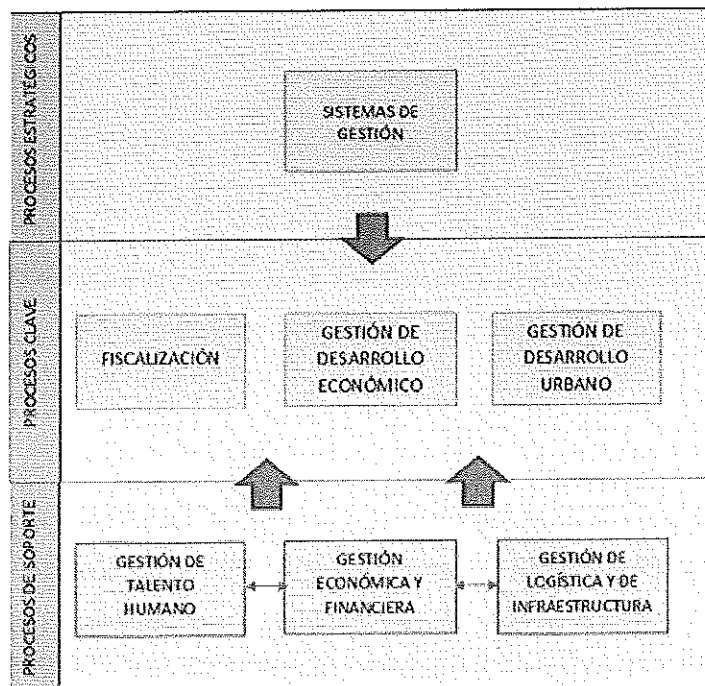 PROCESOS ESTRATEGICOS
SISTEMAS DE
GESTIÓN
PROCESOS CLAVE
FISCALIZACIÓN
GESTIÓN DE
DESARROLLO
ECONÓMICO
GESTIÓN DE
DESARROLLO
URBANO
PROCESOS DE SOPORTE
GESTIÓN DE
TALENTO
HUMANO
GESTIÓN
ECONÓMICA Y
FINANCIERA
GESTIÓN DE
LOGÍSTICA Y DE
INFRAESTRUCTURA